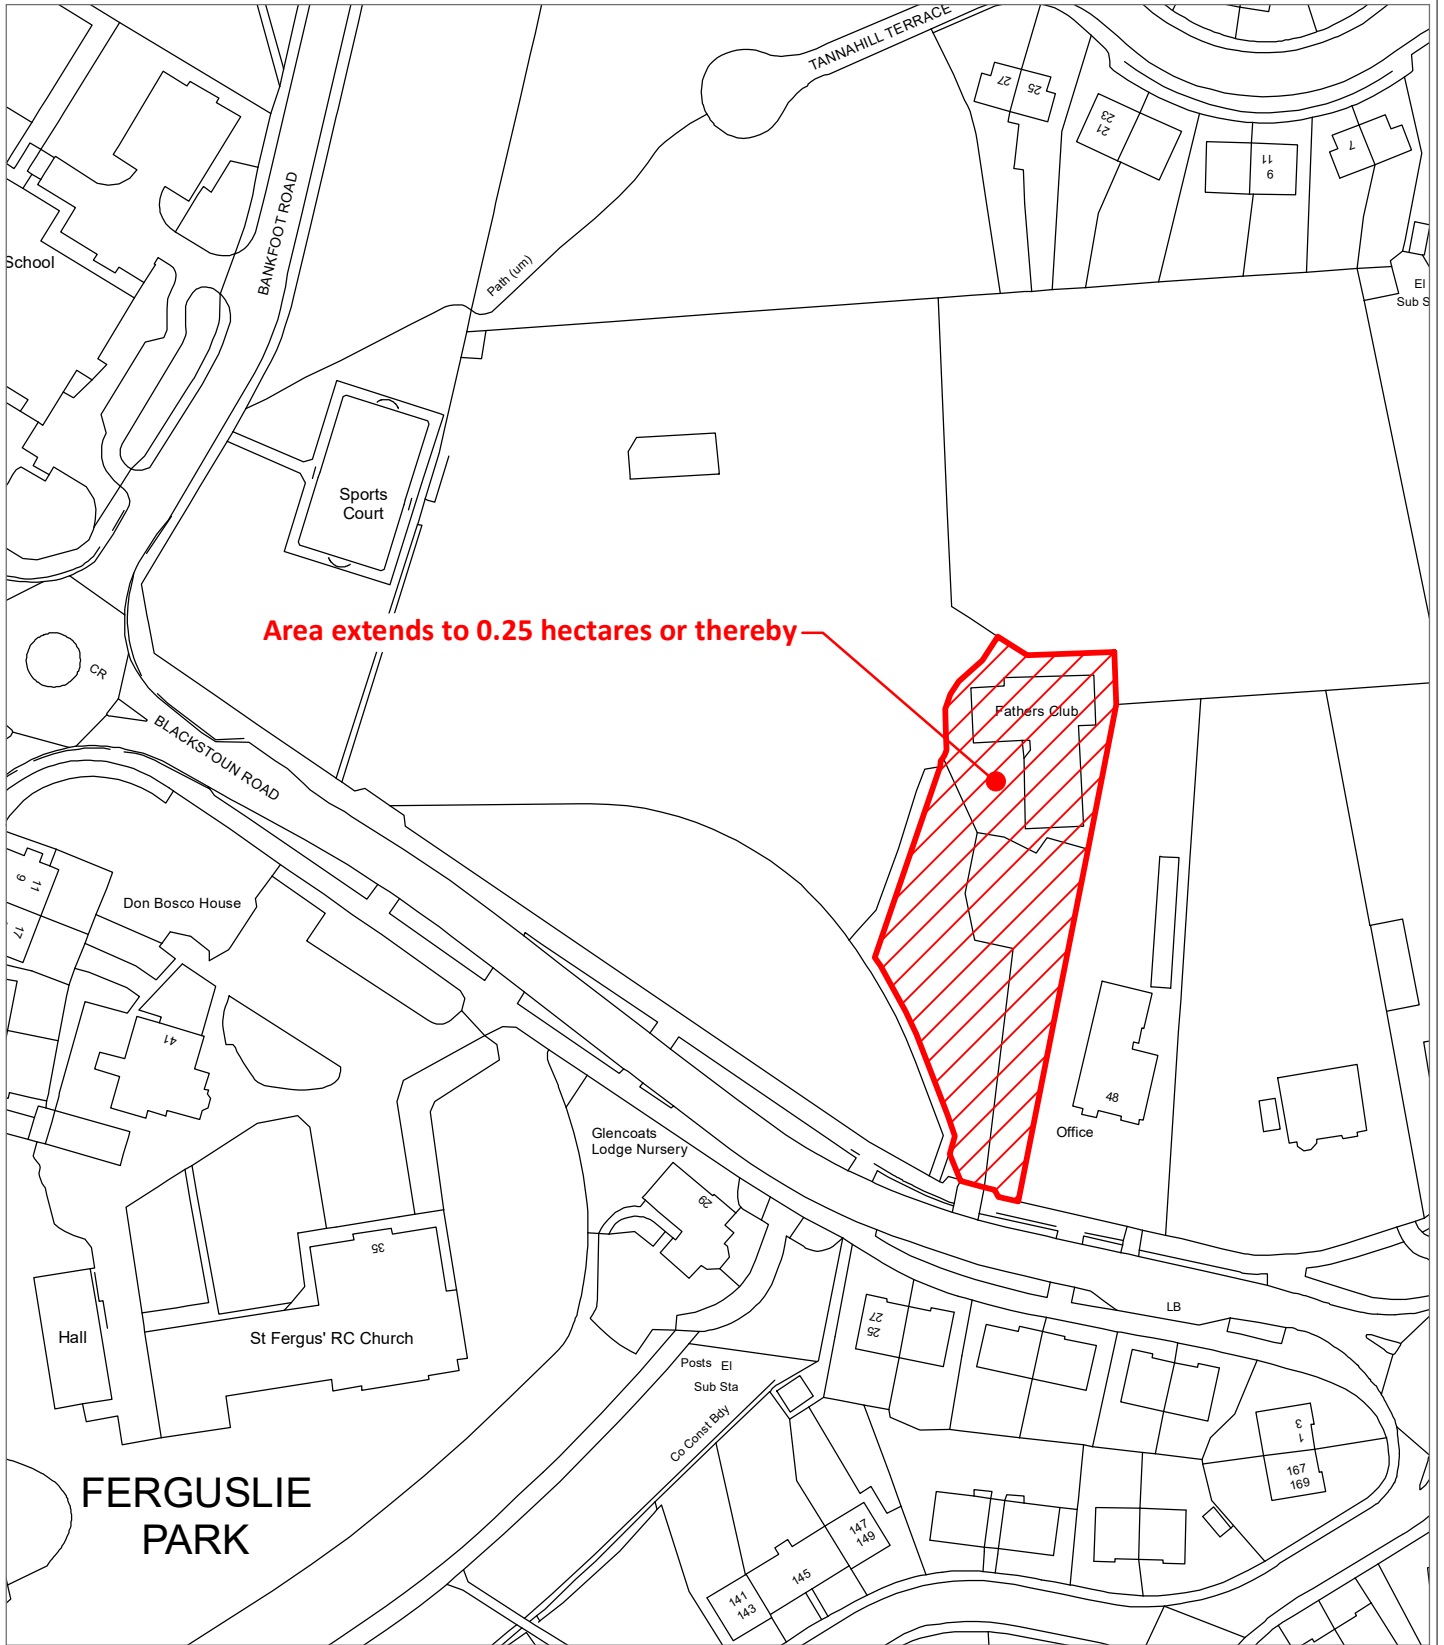 TANNAHILL TERRACE
27
25
21
23
11
9
7
BANKFOOT ROAD
School
Path (um)
El
Sub S
Sports
Court
Area extends to 0.25 hectares or thereby
CR
Fathers Club
BLACKSTOUN ROAD
11
9
17
Don Bosco House
41
48
Office
Glencoats
Lodge Nursery
29
35
St Fergus' RC Church
Hall
LB
27
25
Posts
El
Sub Sta
Co Const Bdy
3
1
167
169
FERGUSLIE
PARK
147
149
145
141
143